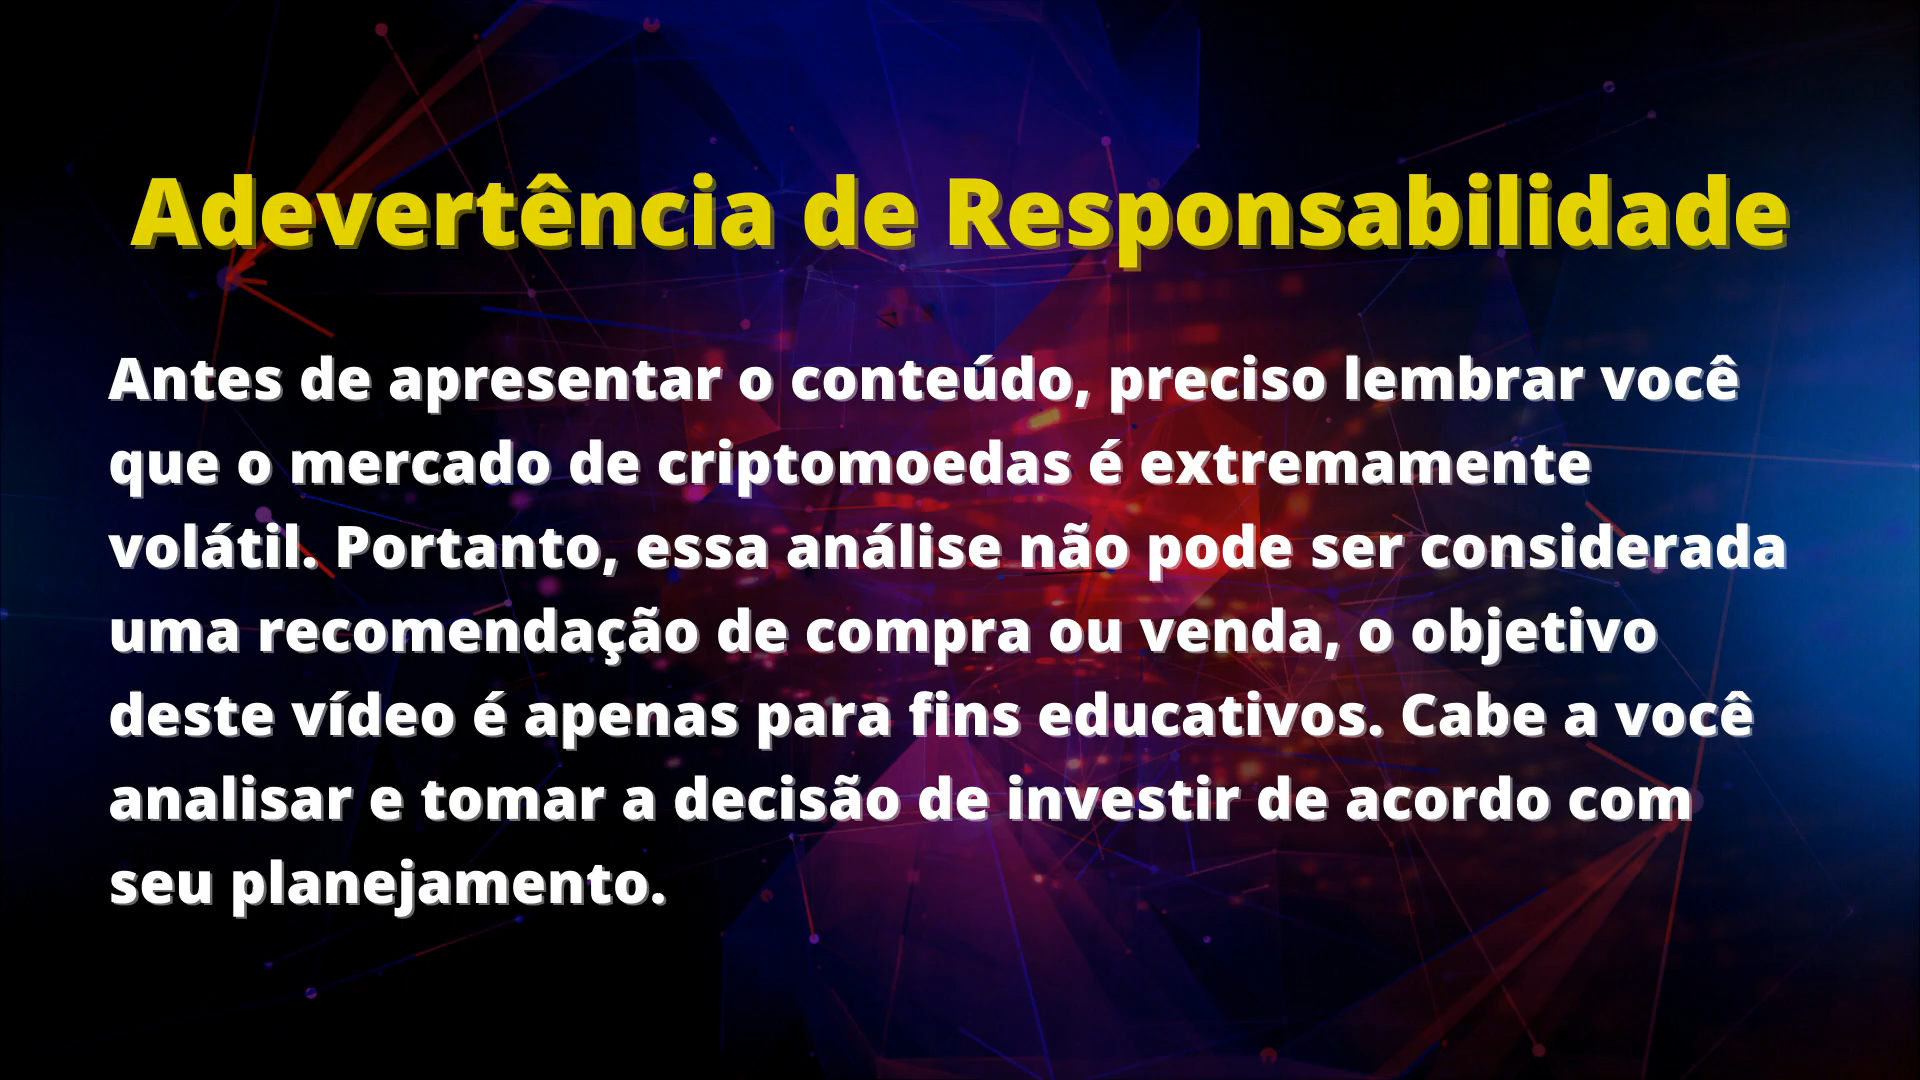 Adevertência de Responsabilidade
Antes de apresentar o conteúdo, preciso lembrar você
que o mercado de criptomoedas é extremamente
volátil. Portanto, essa análise não pode ser considerada
uma recomendação de compra ou venda, o objetivo
deste vídeo é apenas para fins educativos. Cabe a você
analisar e tomar a decisão de investir de acordo com
seu planejamento.